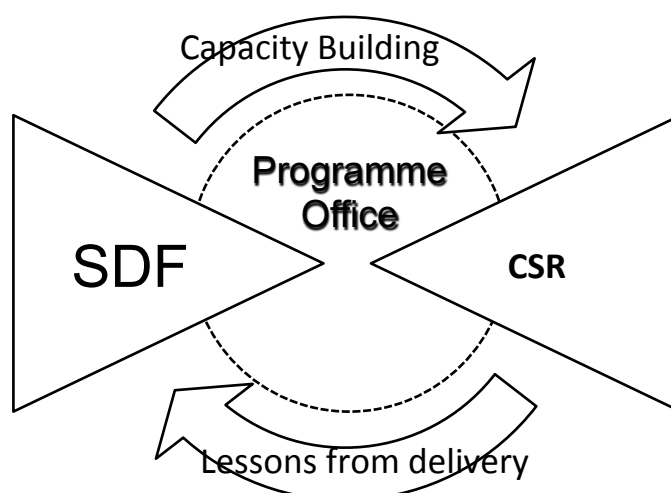 Capacity Building
Programme
Office
SDF
CSR
Lessons from delivery